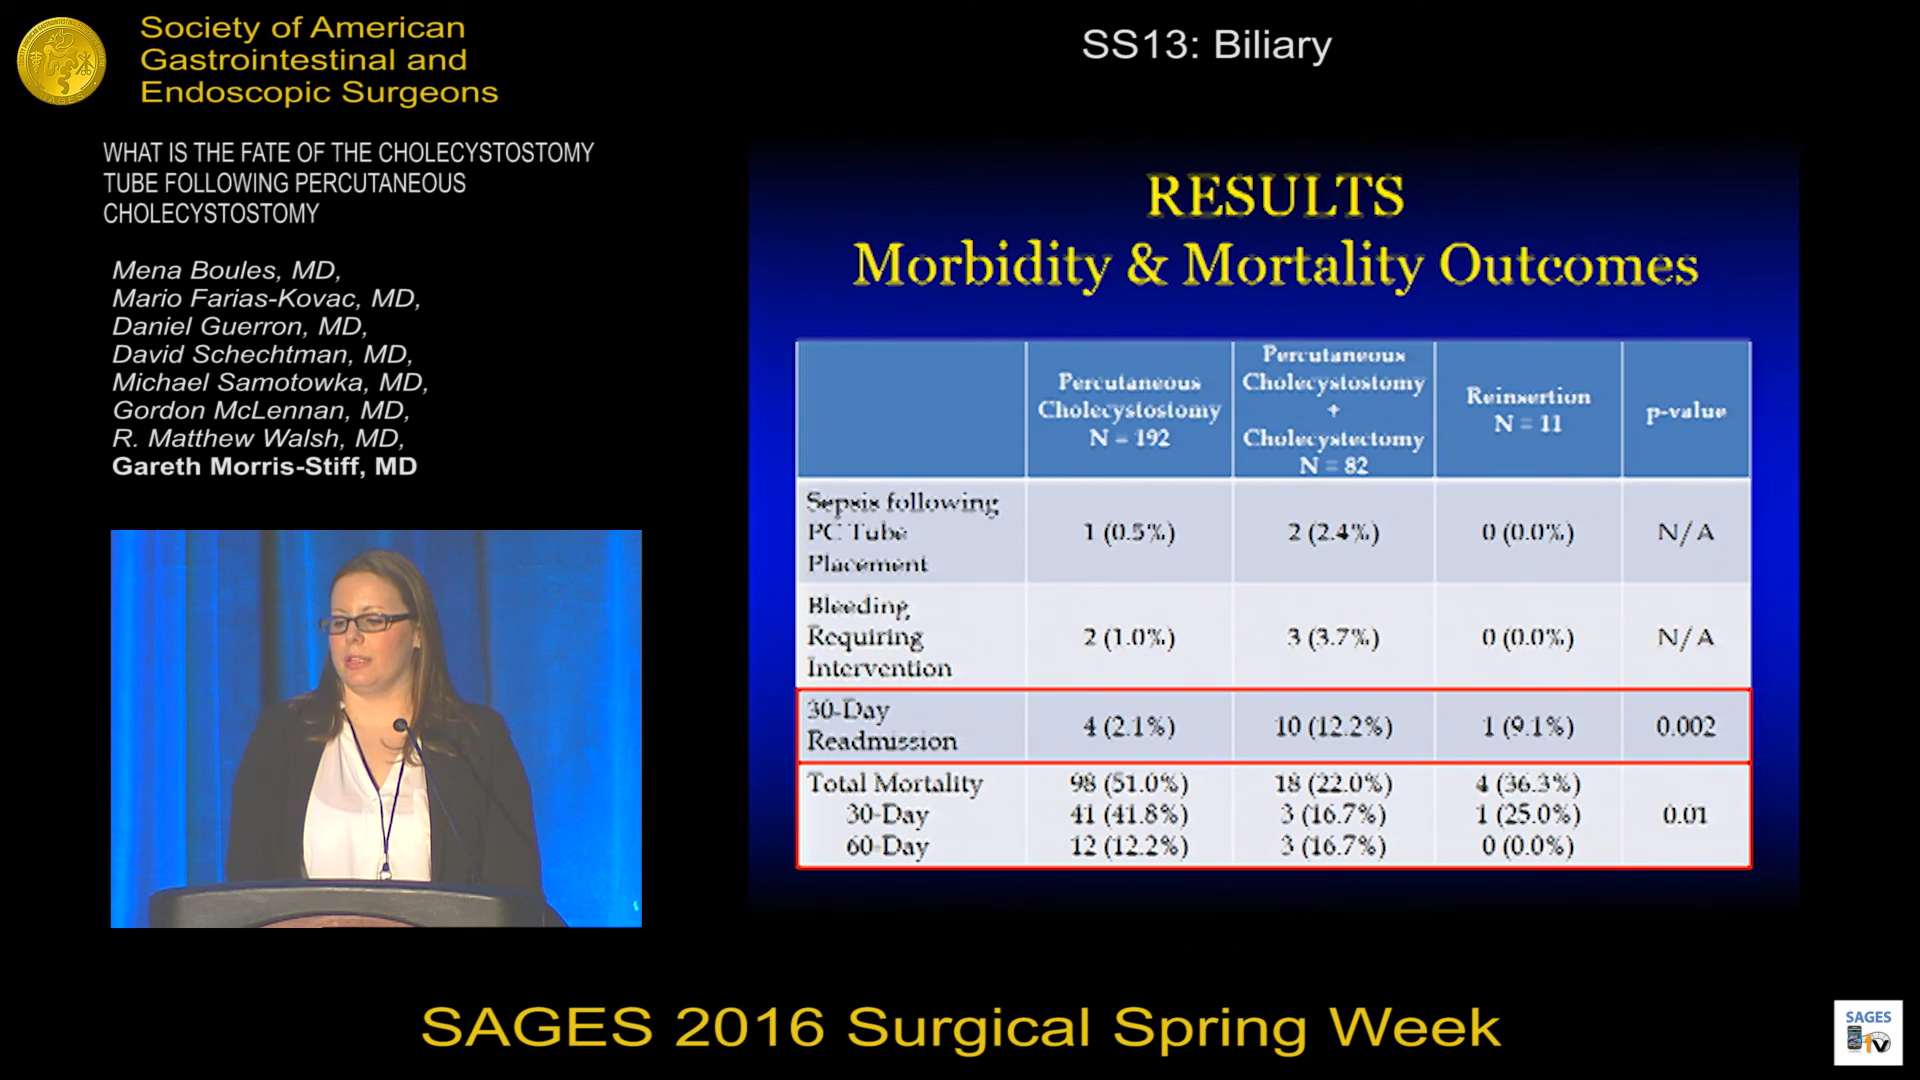 Society of American
Gastrointestinal and
Endoscopic Surgeons
SS13: Biliary
WHAT IS THE FATE OF THE CHOLECYSTOSTOMY
TUBE FOLLOWING PERCUTANEOUS
CHOLECYSTOSTOMY
Mena Boules, MD,
Mario Farias-Kovac, MD,
Daniel Guerron, MD,
David Schechtman, MD,
Michael Samotowka, MD,
Gordon McLennan, MD,
R. Matthew Walsh, MD,
Gareth Morris-Stiff, MD
RESULTS
Morbidity & Mortality Outcomes
Percutaneous
Cholecystostomy
N = 192
Percutaneous
Cholecystostomy
+
Cholecystectomy
N = 82
Reinsertion
N = 11
p-value
Sepsis following
PC Tube
Placement
1 (0.5%)
2 (2.4%)
0 (0.0%)
N/A
Bleeding
Requiring
Intervention
2 (1.0%)
3 (3.7%)
0 (0.0%)
N/A
30-Day
Readmission
4 (2.1%)
10 (12.2%)
1 (9.1%)
0.002
Total Mortality
98 (51.0%)
18 (22.0%)
4 (36.3%)
30-Day
41 (41.8%)
3 (16.7%)
1 (25.0%)
0.01
60-Day
12 (12.2%)
3 (16.7%)
0 (0.0%)
SAGES 2016 Surgical Spring Week
SAGES
TV